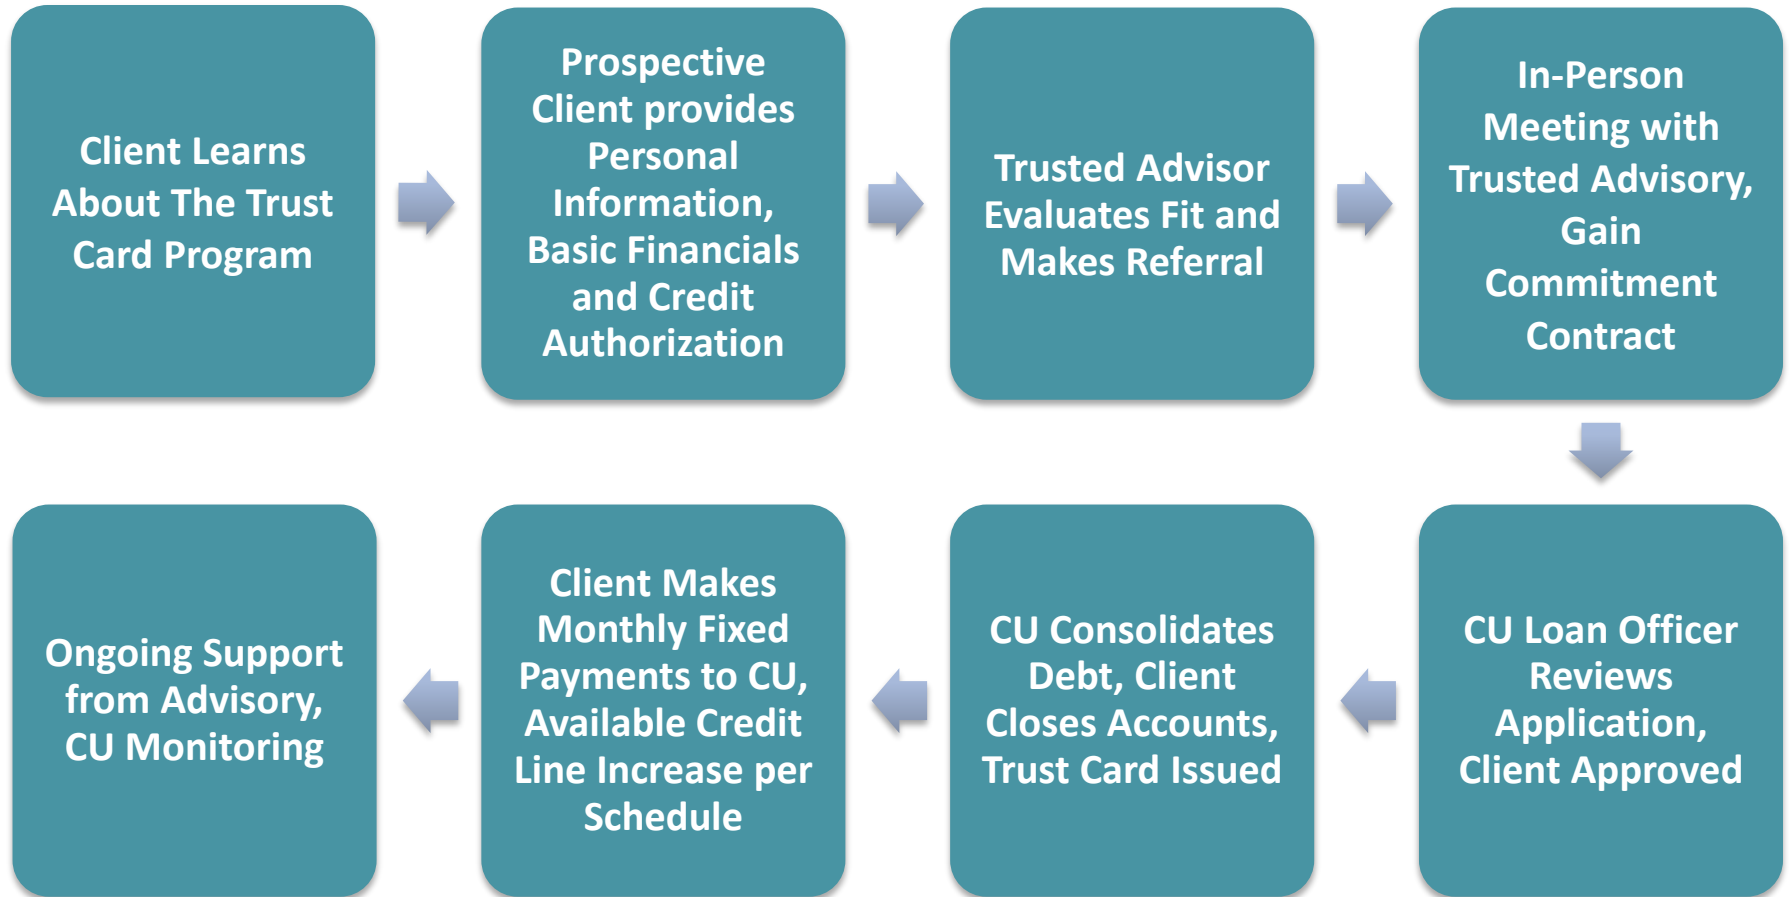 Client Learns
About The Trust
Card Program
Prospective
Client provides
Personal
Information,
Basic Financials
and Credit
Authorization
Trusted Advisor
Evaluates Fit and
Makes Referral
In-Person
Meeting with
Trusted Advisory,
Gain
Commitment
Contract
CU Loan Officer
Reviews
Application,
Client Approved
CU Consolidates
Debt, Client
Closes Accounts,
Trust Card Issued
Client Makes
Monthly Fixed
Payments to CU,
Available Credit
Line Increase per
Schedule
Ongoing Support
from Advisory,
CU Monitoring